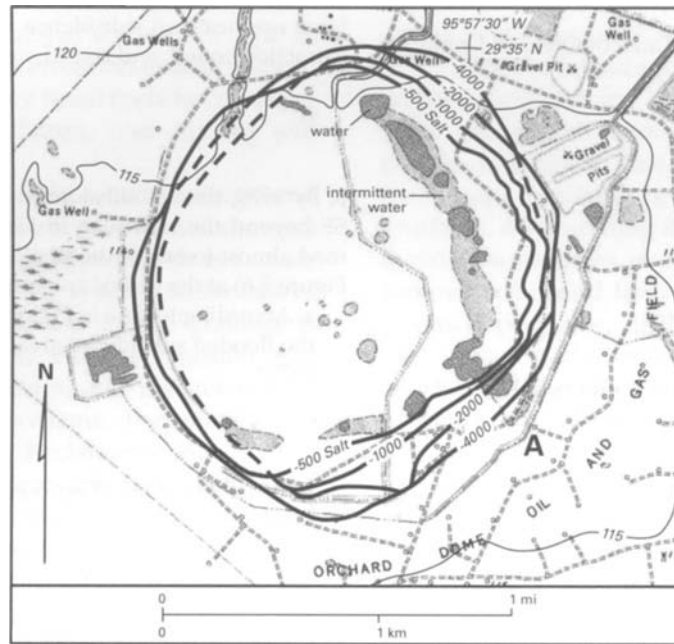 120
Gas Wells
95°57'30" W
29°35' N
Gas
Well
Gas Well
Gravel Pit
-4000
-2000
-1000
-500 Salt
water
Gravel
Pits
115
Gas Well
intermittent
water
N
FIELD
GAS
AND
OIL
DOME
ORCHARD
-500 Salt
-1000
-2000
-4000
A
115
0
1 mi
0
1 km